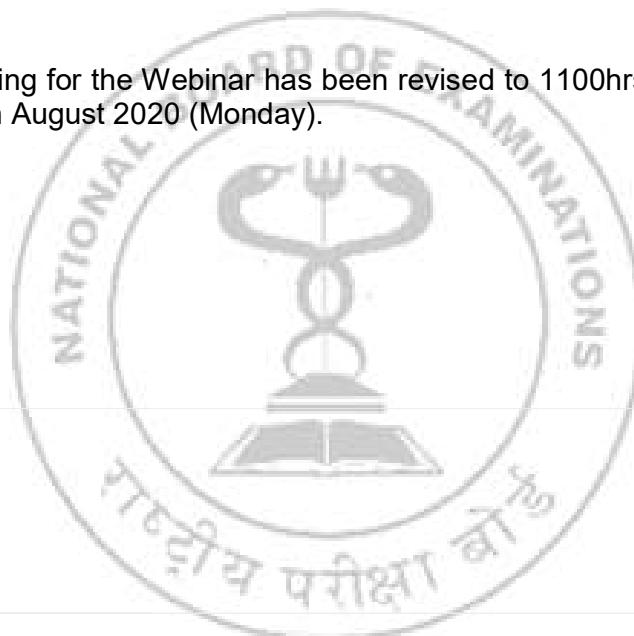 ing for the Webinar has been revised to 1100hrs
August 2020 (Monday).
NATIONAL BOARD OF EXAMINATIONS
राष्ट्रीय परीक्षा बोर्ड